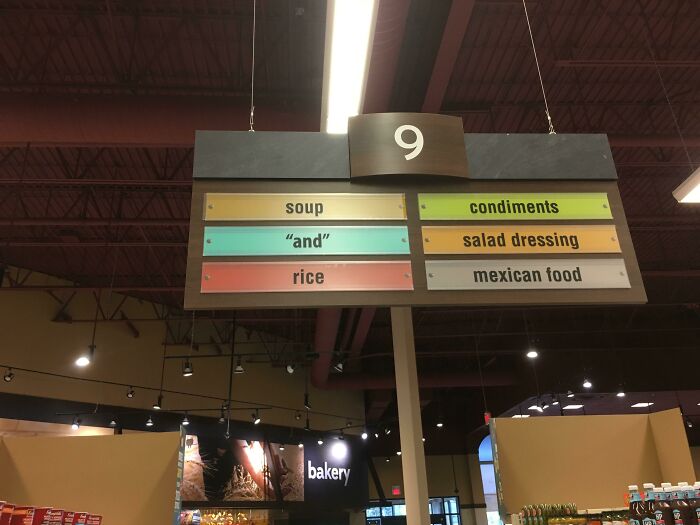 9
soup
"and"
rice
condiments
salad dressing
mexican food
bakery